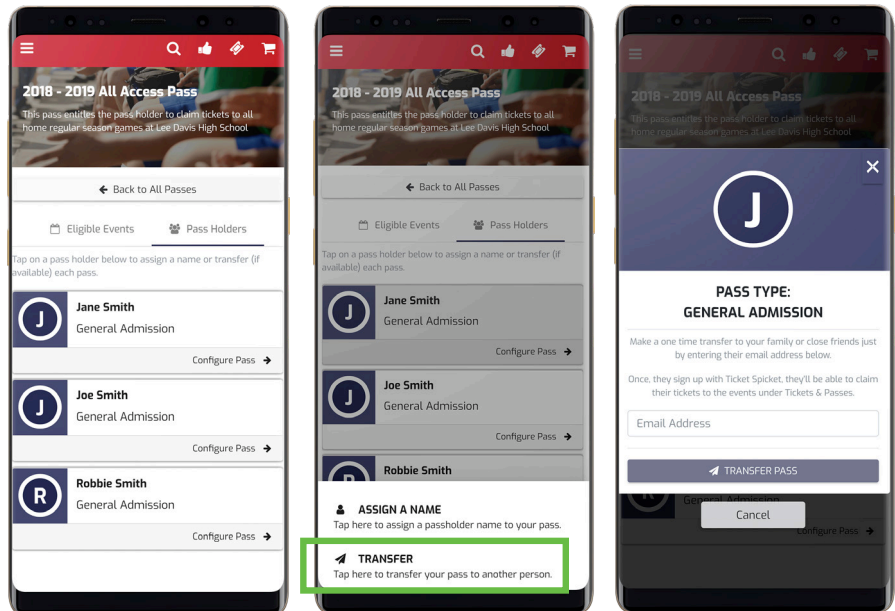 2018 - 2019 All Access Pass
This pass entitles the pass holder to claim tickets to all
home regular season games at Lee Davis High School
Back to All Passes
Eligible Events
Pass Holders
Tap on a pass holder below to assign a name or transfer (if
available) each pass.
J
Jane Smith
General Admission
Configure Pass
J
Joe Smith
General Admission
Configure Pass
R
Robbie Smith
General Admission
Configure Pass
2018 - 2019 All Access Pass
This pass entitles the pass holder to claim tickets to all
home regular season games at Lee Davis High School
Back to All Passes
Eligible Events
Pass Holders
Tap on a pass holder below to assign a name or transfer (if
available) each pass.
J
Jane Smith
General Admission
Configure Pass
J
Joe Smith
General Admission
Configure Pass
Robbie Smith
ASSIGN A NAME
Tap here to assign a passholder name to your pass.
TRANSFER
Tap here to transfer your pass to another person.
2018 - 2019 All Access Pass
This pass entitles the pass holder to claim tickets to all
home regular season games at Lee Davis High School
J
PASS TYPE:
GENERAL ADMISSION
Make a one time transfer to your family or close friends just
by entering their email address below.
Once, they sign up with Ticket Spicket, they'll be able to claim
their tickets to the events under Tickets & Passes.
Email Address
TRANSFER PASS
R
General Admission
Cancel
Configure Pass